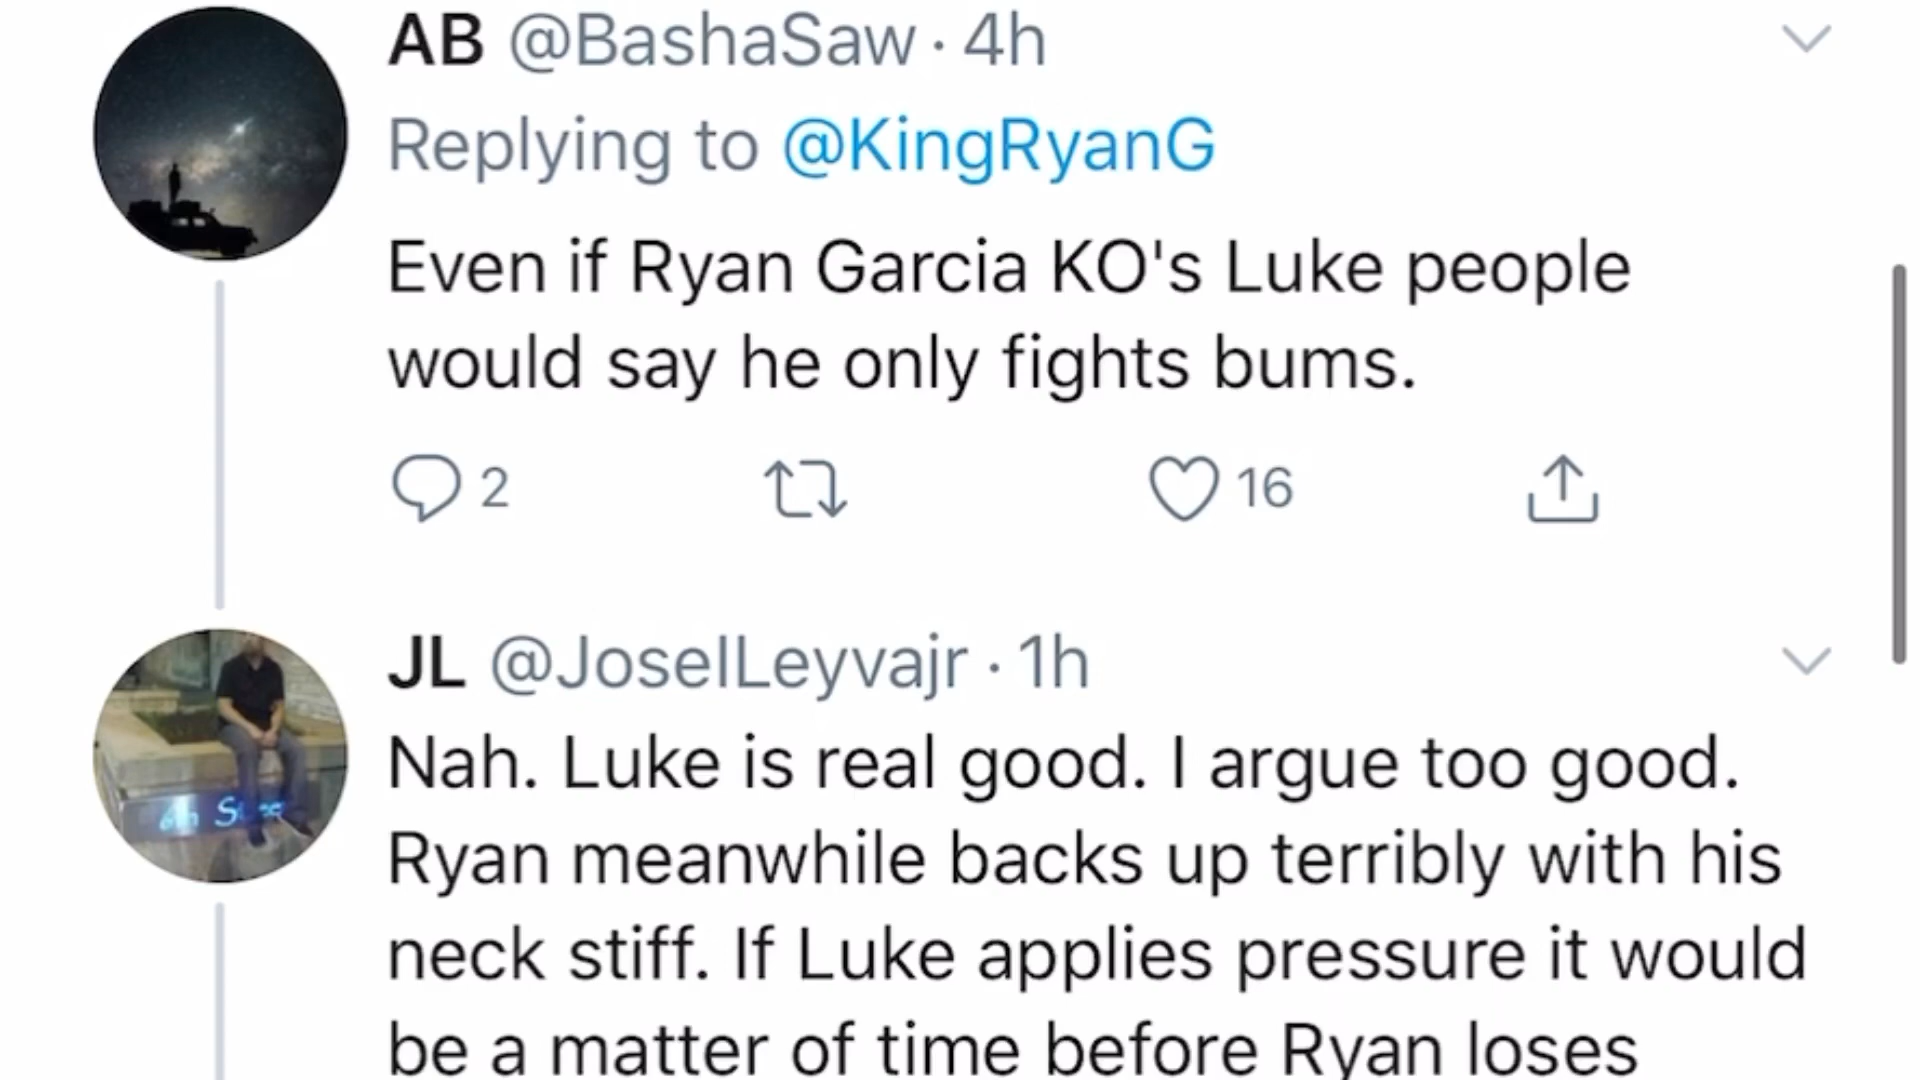 AB @BashaSaw · 4h
Replying to @KingRyanG
Even if Ryan Garcia KO's Luke people
would say he only fights bums.
2
16
JL @JoselLeyvajr · 1h
Nah. Luke is real good. I argue too good.
Ryan meanwhile backs up terribly with his
neck stiff. If Luke applies pressure it would
be a matter of time before Ryan loses